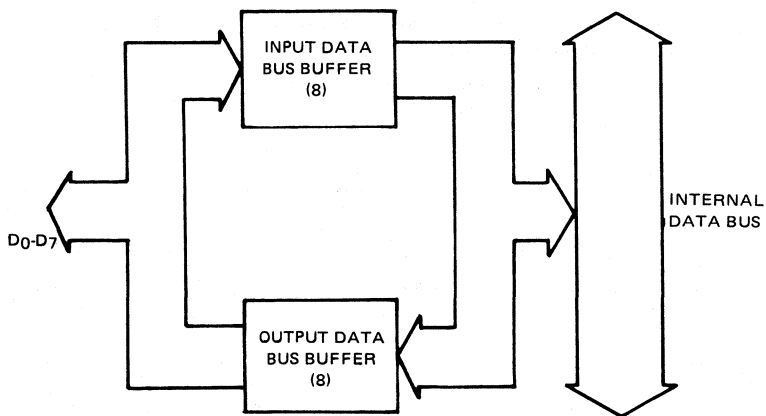 INPUT DATA
BUS BUFFER
(8)
INTERNAL
DATA BUS
D0-D7
OUTPUT DATA
BUS BUFFER
(8)